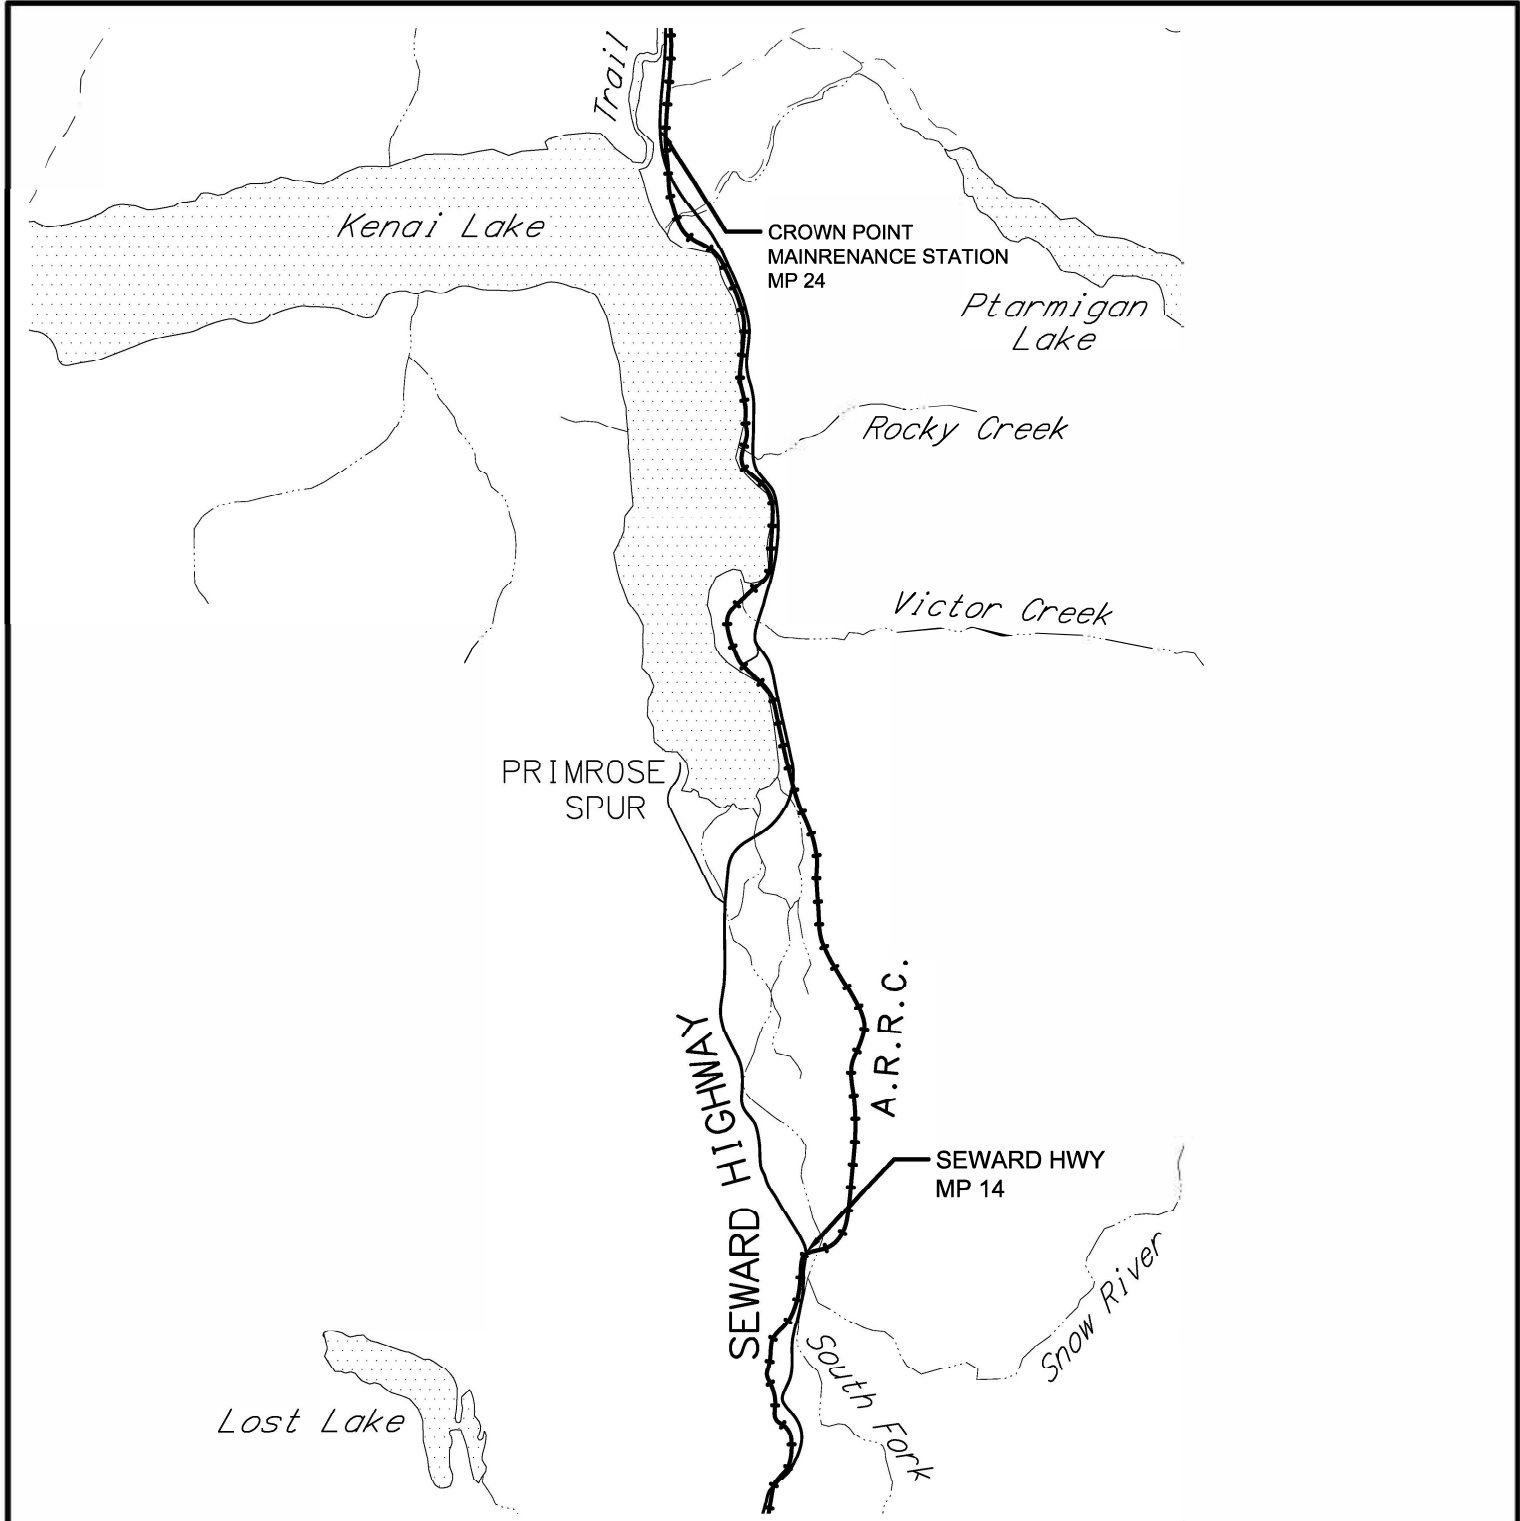 Trail
Kenai Lake
CROWN POINT
MAINRENANCE STATION
MP 24
Ptarmigan
Lake
Rocky Creek
Victor Creek
PRIMROSE
SPUR
A.R.R.C.
SEWARD HIGHWAY
SEWARD HWY
MP 14
Snow River
South Fork
Lost Lake